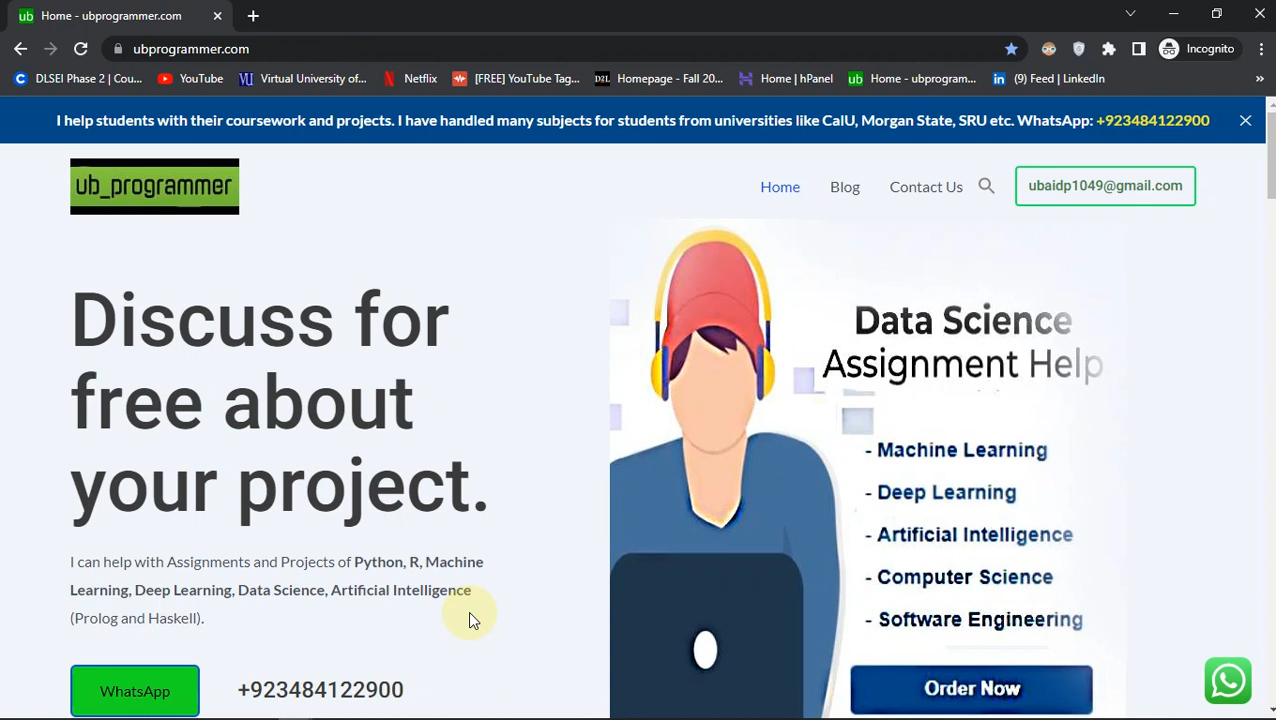 ub Home - ubprogrammer.com
ubprogrammer.com
Incognito
DLSEI Phase 2 | Cou...
YouTube
VU Virtual University of...
Netflix
[FREE] YouTube Tag...
D2L Homepage - Fall 20...
Home | hPanel
ub Home - ubprogram...
in (9) Feed | LinkedIn
»
I help students with their coursework and projects. I have handled many subjects for students from universities like CalU, Morgan State, SRU etc. WhatsApp: +923484122900
ub_programmer
Home
Blog
Contact Us
ubaidp1049@gmail.com
Discuss for
free about
your project.
I can help with Assignments and Projects of Python, R, Machine
Learning, Deep Learning, Data Science, Artificial Intelligence
(Prolog and Haskell).
WhatsApp
+923484122900
Data Science
Assignment Help
- Machine Learning
- Deep Learning
- Artificial Intelligence
- Computer Science
- Software Engineering
Order Now